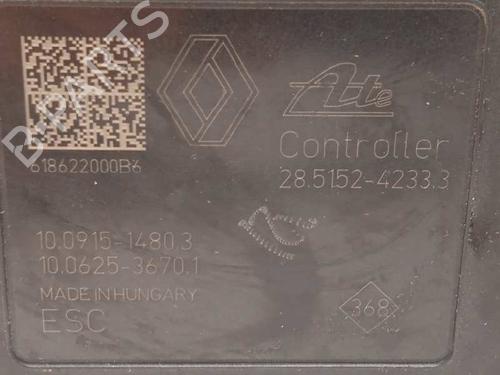 B-PARTS
Ate
618622000B6
Controller
28.5152-4233.3
10.0915-1480.3
10.0625-3670.1
MADE IN HUNGARY
ESC
368